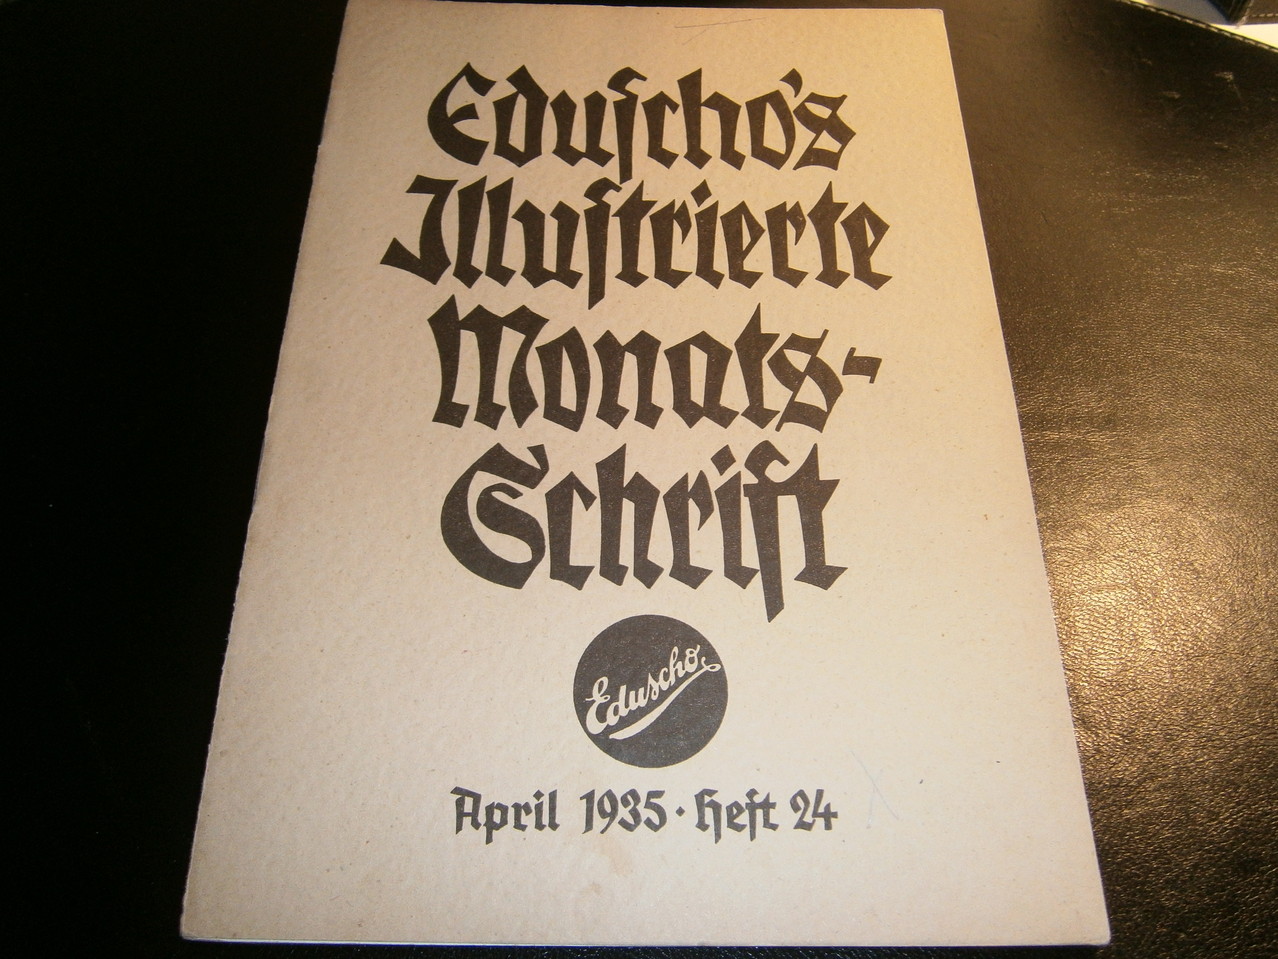 Eduſcho's
Illuſtrierte
Monats-
Schrift
Eduscho
April 1935 · Heft 24